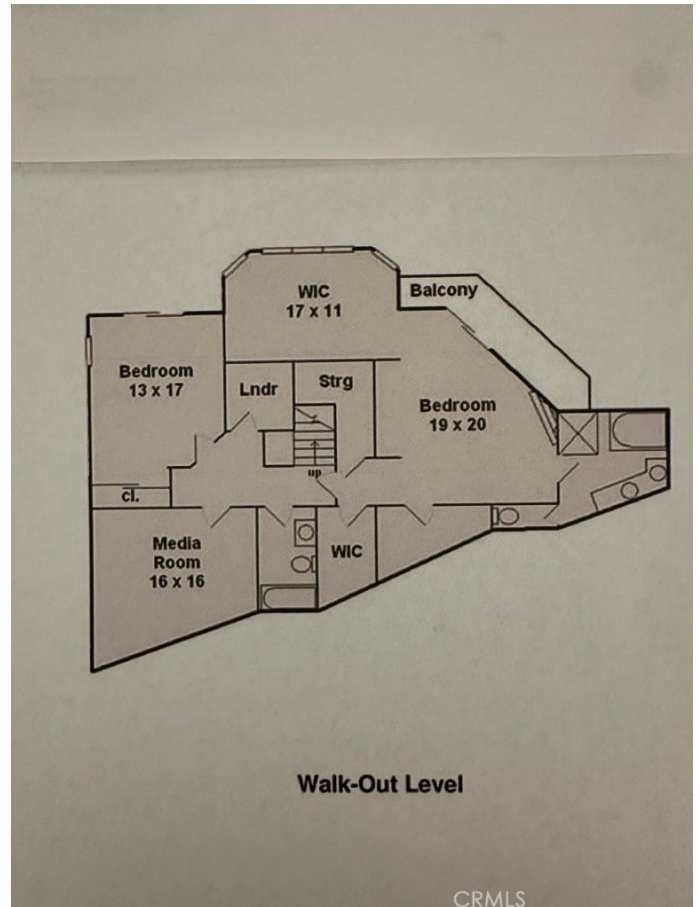 WIC
17 x 11
Balcony
Bedroom
13 x 17
Lndr
Strg
Bedroom
19 x 20
up
cl.
Media
Room
16 x 16
WIC
Walk-Out Level
CRMLS